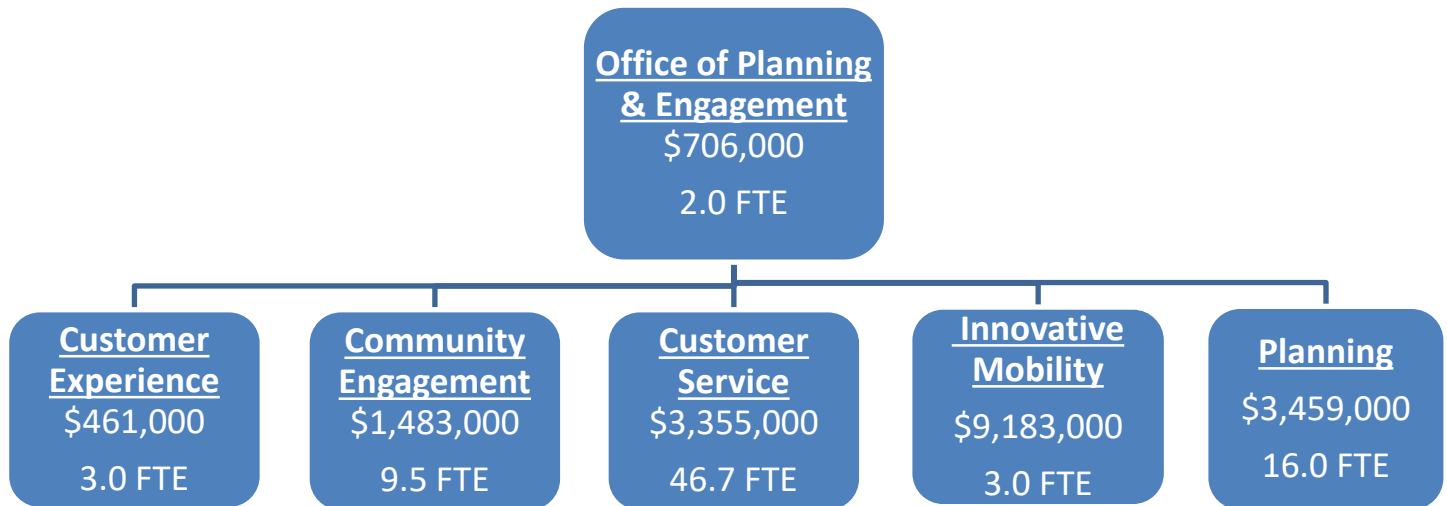 Office of Planning
& Engagement
$706,000
2.0 FTE
Customer
Experience
$461,000
3.0 FTE
Community
Engagement
$1,483,000
9.5 FTE
Customer
Service
$3,355,000
46.7 FTE
Innovative
Mobility
$9,183,000
3.0 FTE
Planning
$3,459,000
16.0 FTE